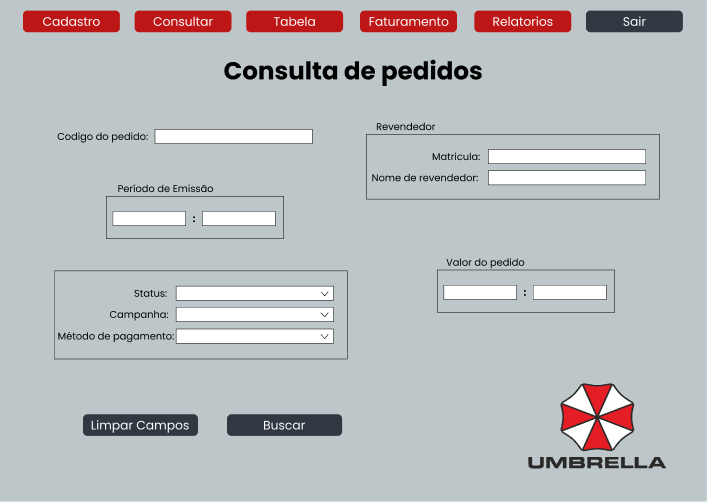 Cadastro
Consultar
Tabela
Faturamento
Relatorios
Sair
Consulta de pedidos
Codigo do pedido:
Revendedor
Matricula:
Nome de revendedor:
Período de Emissão
:
Valor do pedido
:
Status:
Campanha:
Método de pagamento:
Limpar Campos
Buscar
UMBRELLA